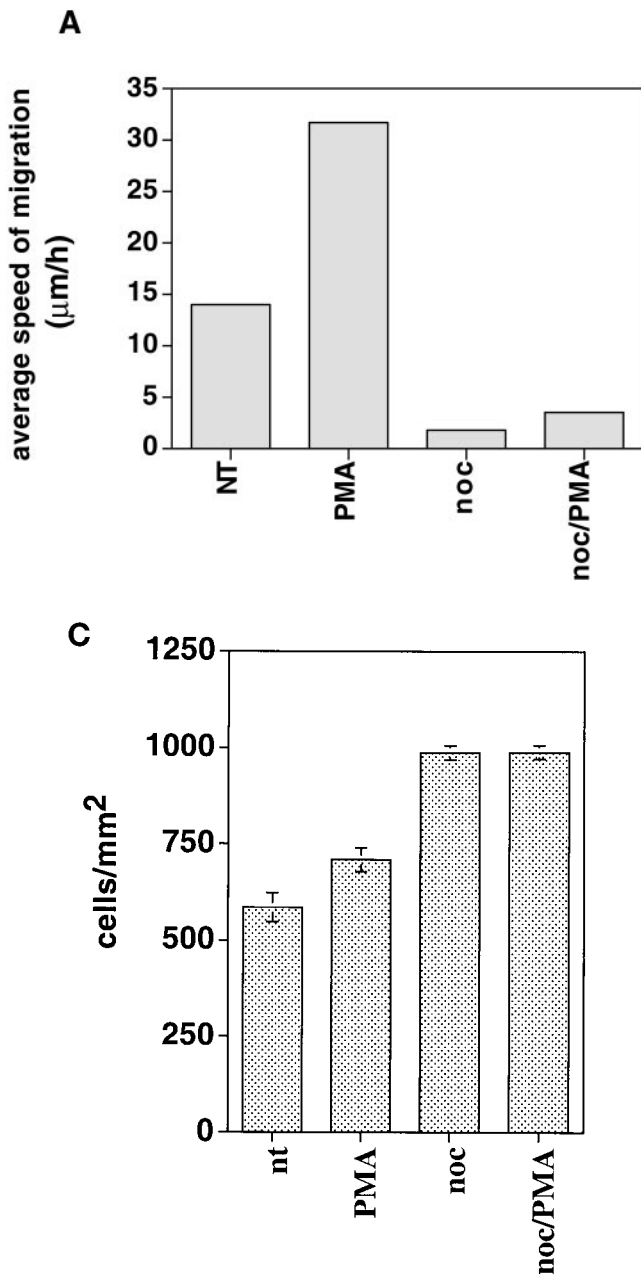 A
average speed of migration
(µm/h)
35
30
25
20
15
10
5
0
NT
PMA
noc
noc/PMA
C
cells/mm2
1250
1000
750
500
250
0
nt
PMA
noc
noc/PMA